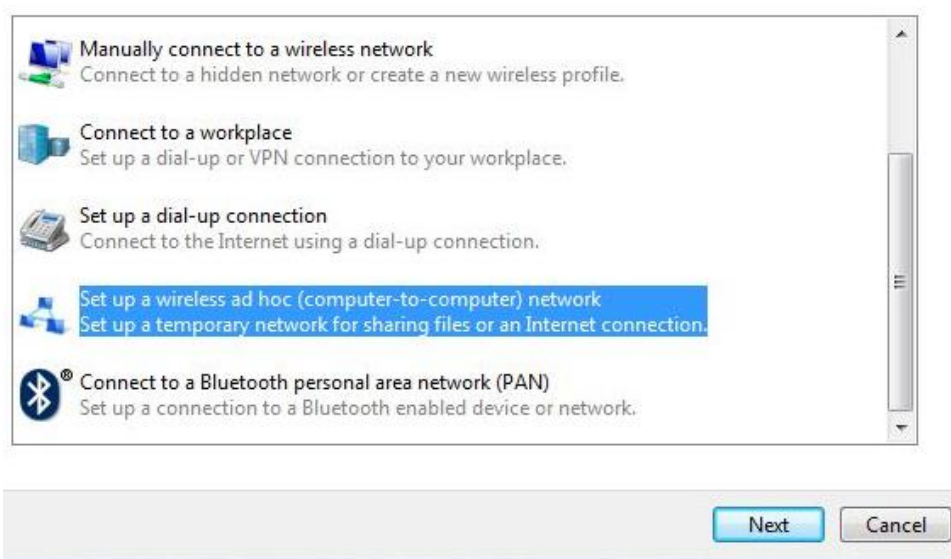 Manually connect to a wireless network
Connect to a hidden network or create a new wireless profile.
Connect to a workplace
Set up a dial-up or VPN connection to your workplace.
Set up a dial-up connection
Connect to the Internet using a dial-up connection.
Set up a wireless ad hoc (computer-to-computer) network
Set up a temporary network for sharing files or an Internet connection.
® Connect to a Bluetooth personal area network (PAN)
Set up a connection to a Bluetooth enabled device or network.
Next Cancel